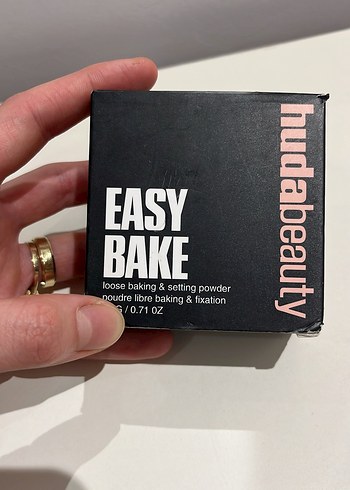 EASY
BAKE
loose baking & setting powder
poudre libre baking & fixation
G / 0.71 OZ
hudabeauty